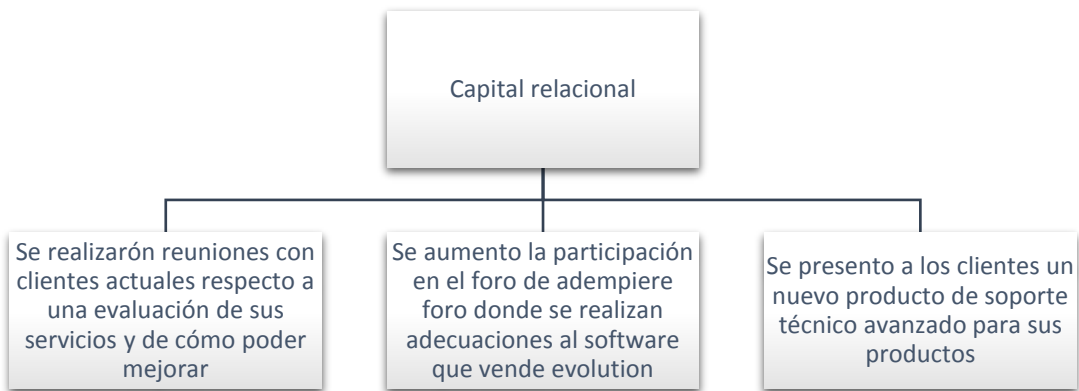 Capital relacional
Se realizarón reuniones con
clientes actuales respecto a
una evaluación de sus
servicios y de cómo poder
mejorar
Se aumento la participación
en el foro de adempiere
foro donde se realizan
adecuaciones al software
que vende evolution
Se presento a los clientes un
nuevo producto de soporte
técnico avanzado para sus
productos